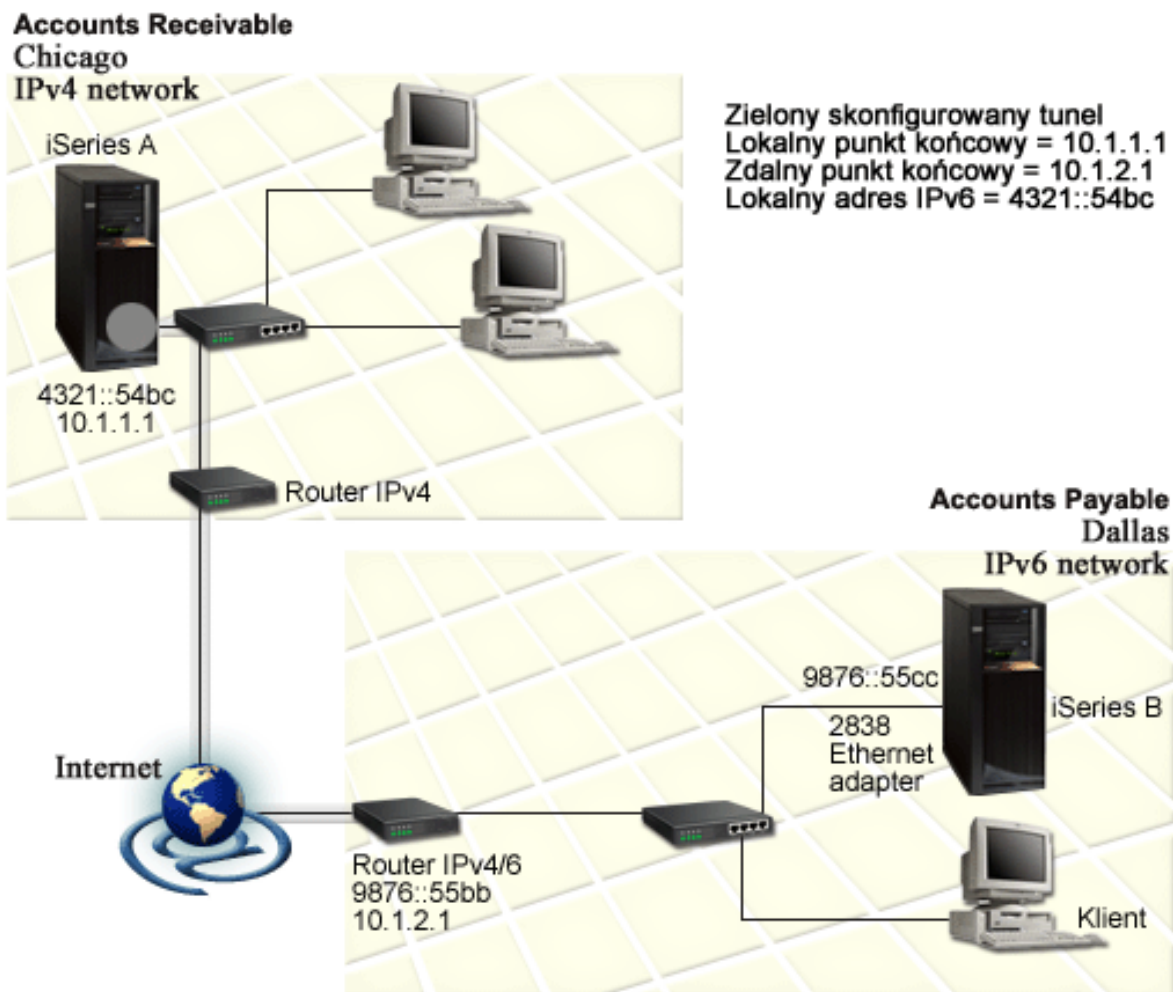 Accounts Receivable
Chicago
IPv4 network
iSeries A
4321::54bc
10.1.1.1
Router IPv4
Zielony skonfigurowany tunel
Lokalny punkt końcowy = 10.1.1.1
Zdalny punkt końcowy = 10.1.2.1
Lokalny adres IPv6 = 4321::54bc
Accounts Payable
Dallas
IPv6 network
9876::55cc
iSeries B
2838
Ethernet
adapter
Internet
Router IPv4/6
9876::55bb
10.1.2.1
Klient